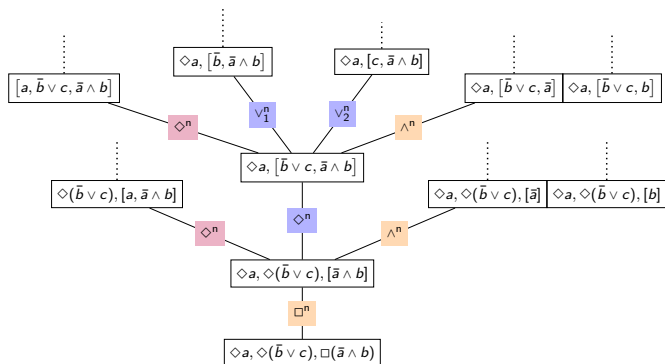 ◇a, [b̄, ā ∧ b]
◇a, [c, ā ∧ b]
[a, b̄ ∨ c, ā ∧ b]
◇a, [b̄ ∨ c, ā]
◇a, [b̄ ∨ c, b]
◇ⁿ
∨₁ⁿ
∨₂ⁿ
∧ⁿ
◇a, [b̄ ∨ c, ā ∧ b]
◇(b̄ ∨ c), [a, ā ∧ b]
◇a, ◇(b̄ ∨ c), [ā]
◇a, ◇(b̄ ∨ c), [b]
◇ⁿ
◇ⁿ
∧ⁿ
◇a, ◇(b̄ ∨ c), [ā ∧ b]
□ⁿ
◇a, ◇(b̄ ∨ c), □(ā ∧ b)